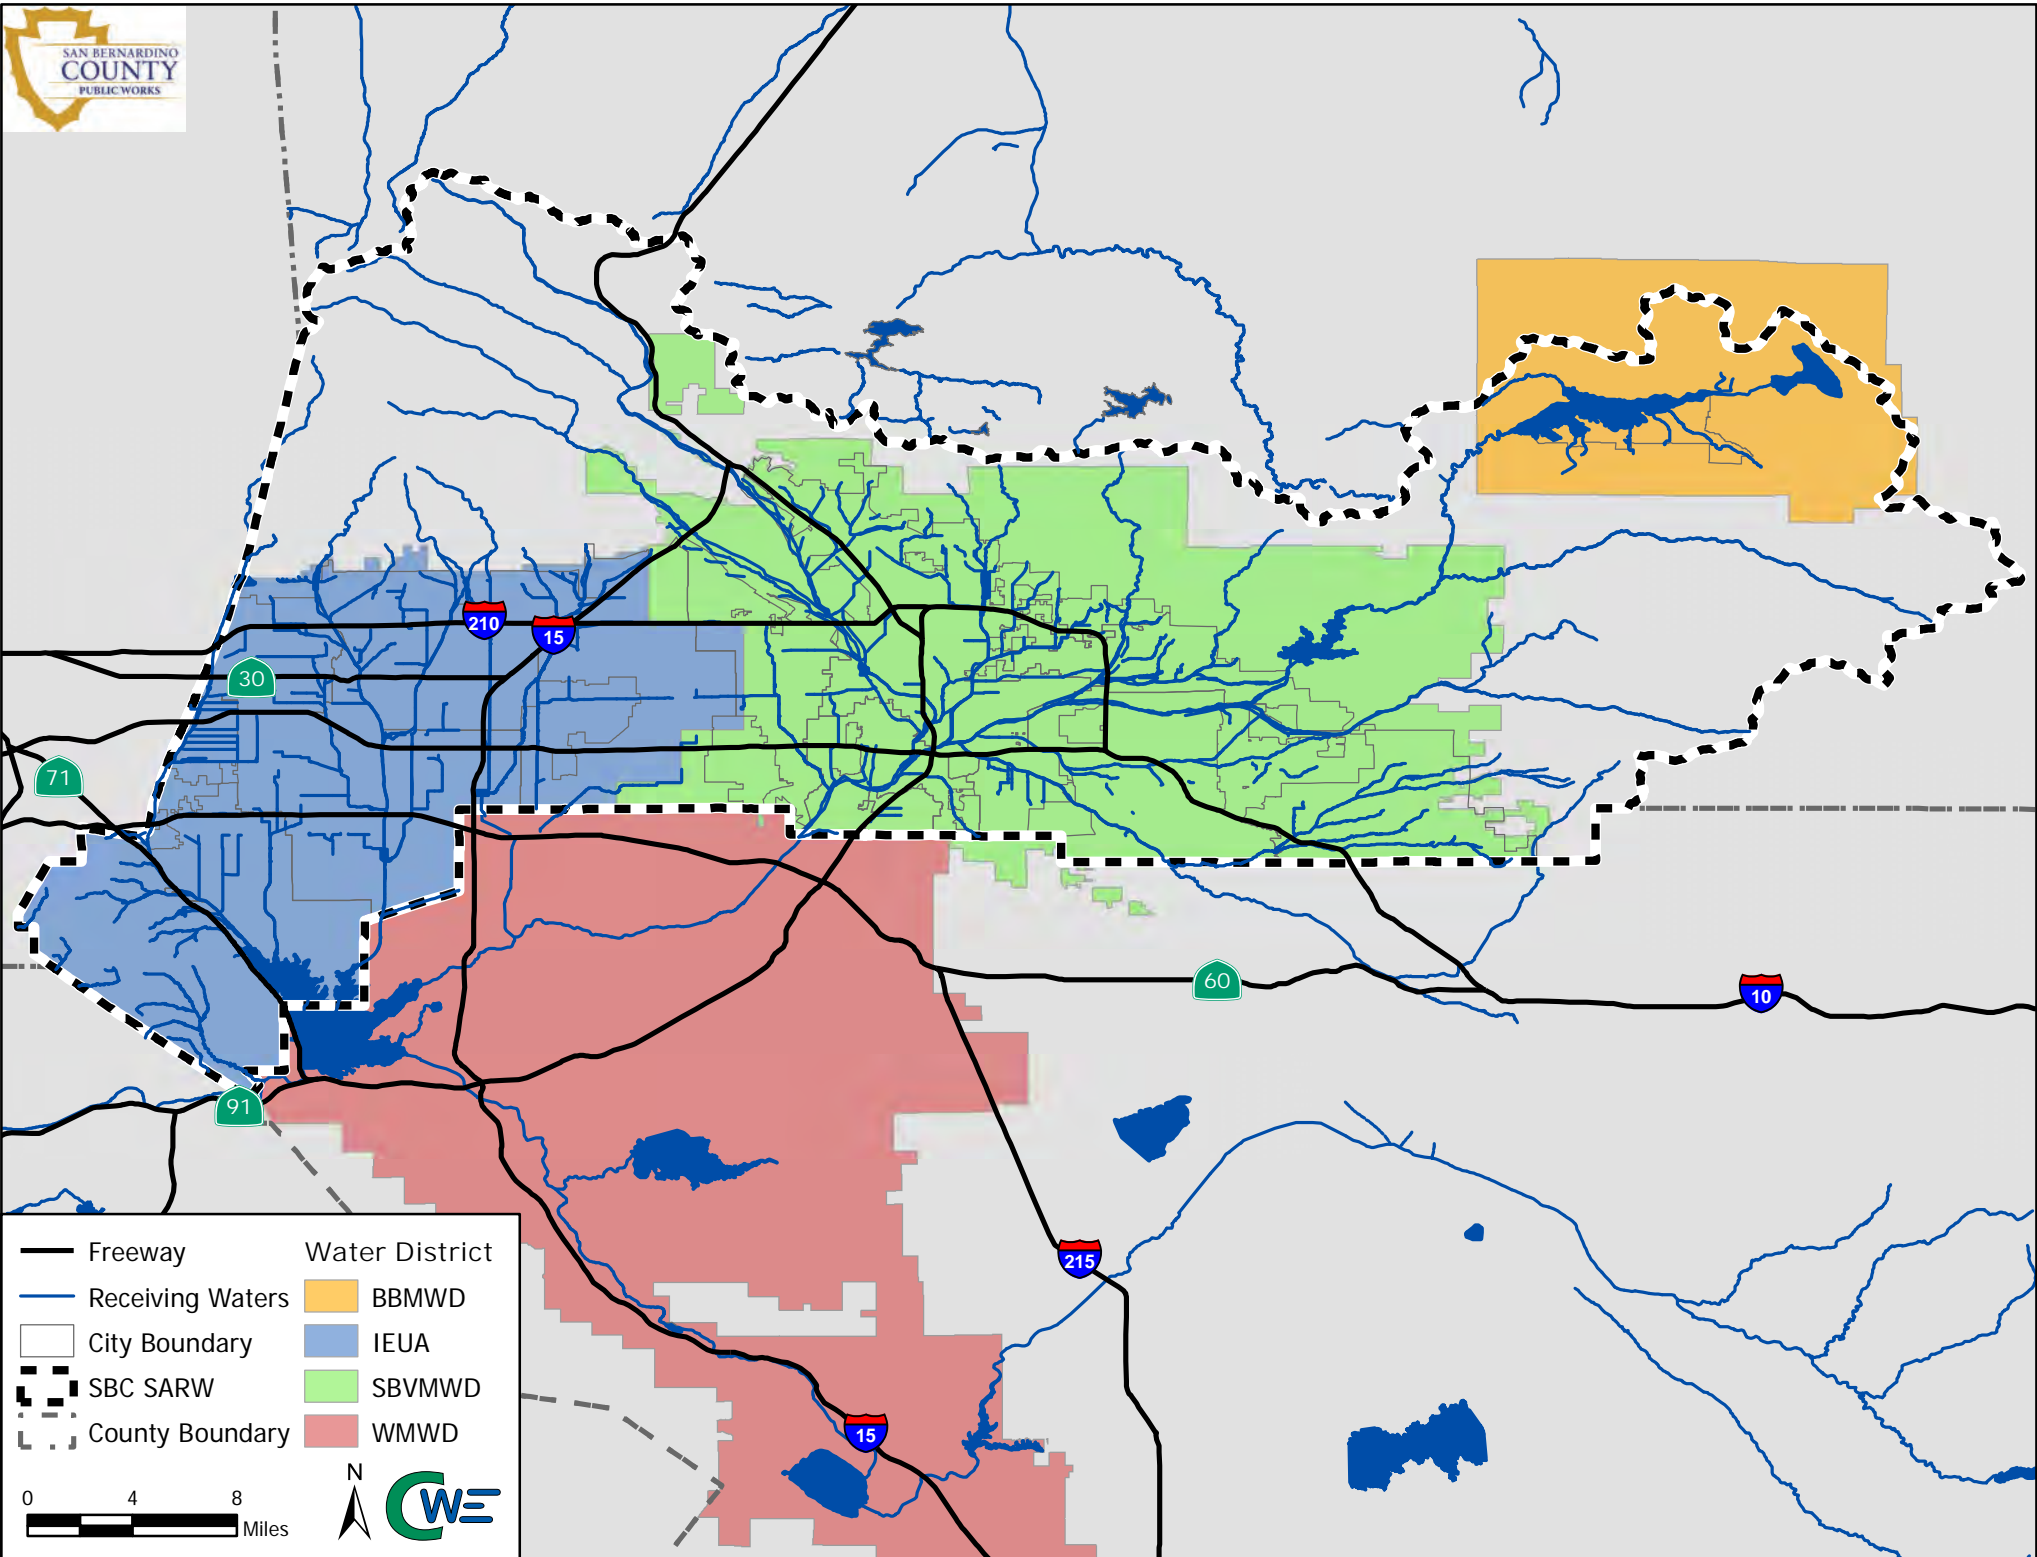 SAN BERNARDINO
COUNTY
PUBLIC WORKS
210
15
30
71
60
10
91
215
15
Freeway
Receiving Waters
City Boundary
SBC SARW
County Boundary
Water District
BBMWD
IEUA
SBVMWD
WMWD
0 4 8
Miles
N
CWE